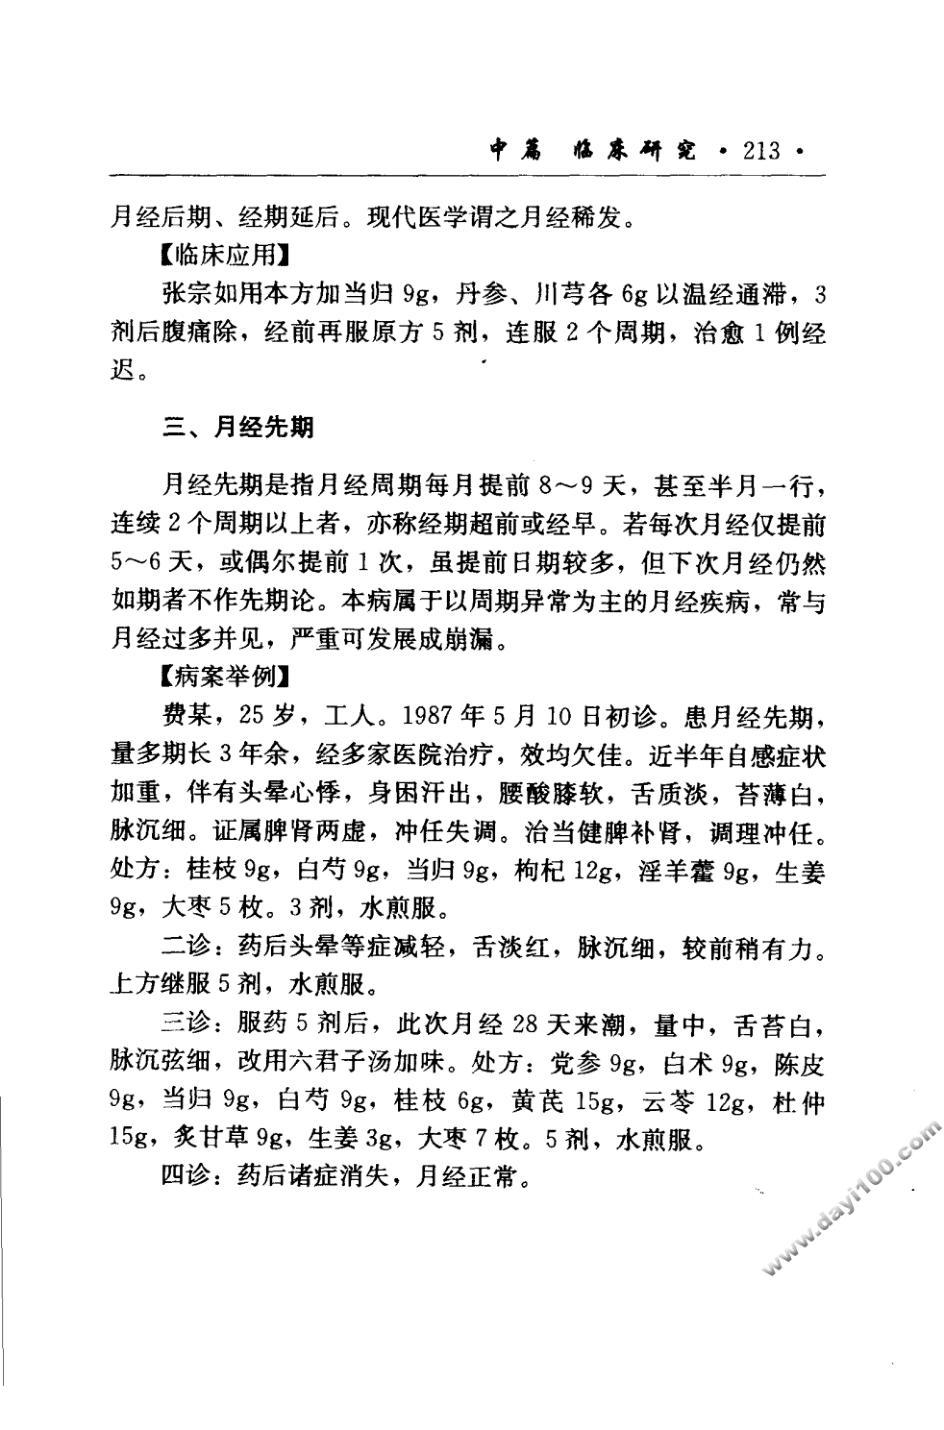 中篇 临床研究·213·
月经后期、经期延后。现代医学谓之月经稀发。
【临床应用】
张宗如用本方加当归 9g，丹参、川芎各 6g 以温经通滞，3
剂后腹痛除，经前再服原方 5 剂，连服 2 个周期，治愈 1 例经
迟。
三、月经先期
月经先期是指月经周期每月提前 8～9 天，甚至半月一行，
连续 2 个周期以上者，亦称经期超前或经早。若每次月经仅提前
5～6 天，或偶尔提前 1 次，虽提前日期较多，但下次月经仍然
如期者不作先期论。本病属于以周期异常为主的月经疾病，常与
月经过多并见，严重可发展成崩漏。
【病案举例】
费某，25 岁，工人。1987 年 5 月 10 日初诊。患月经先期，
量多期长 3 年余，经多家医院治疗，效均欠佳。近半年自感症状
加重，伴有头晕心悸，身困汗出，腰酸膝软，舌质淡，苔薄白，
脉沉细。证属脾肾两虚，冲任失调。治当健脾补肾，调理冲任。
处方：桂枝 9g，白芍 9g，当归 9g，枸杞 12g，淫羊藿 9g，生姜
9g，大枣 5 枚。3 剂，水煎服。
二诊：药后头晕等症减轻，舌淡红，脉沉细，较前稍有力。
上方继服 5 剂，水煎服。
三诊：服药 5 剂后，此次月经 28 天来潮，量中，舌苔白，
脉沉弦细，改用六君子汤加味。处方：党参 9g，白术 9g，陈皮
9g，当归 9g，白芍 9g，桂枝 6g，黄芪 15g，云苓 12g，杜仲
15g，炙甘草 9g，生姜 3g，大枣 7 枚。5 剂，水煎服。
四诊：药后诸症消失，月经正常。
www.dayi100.com